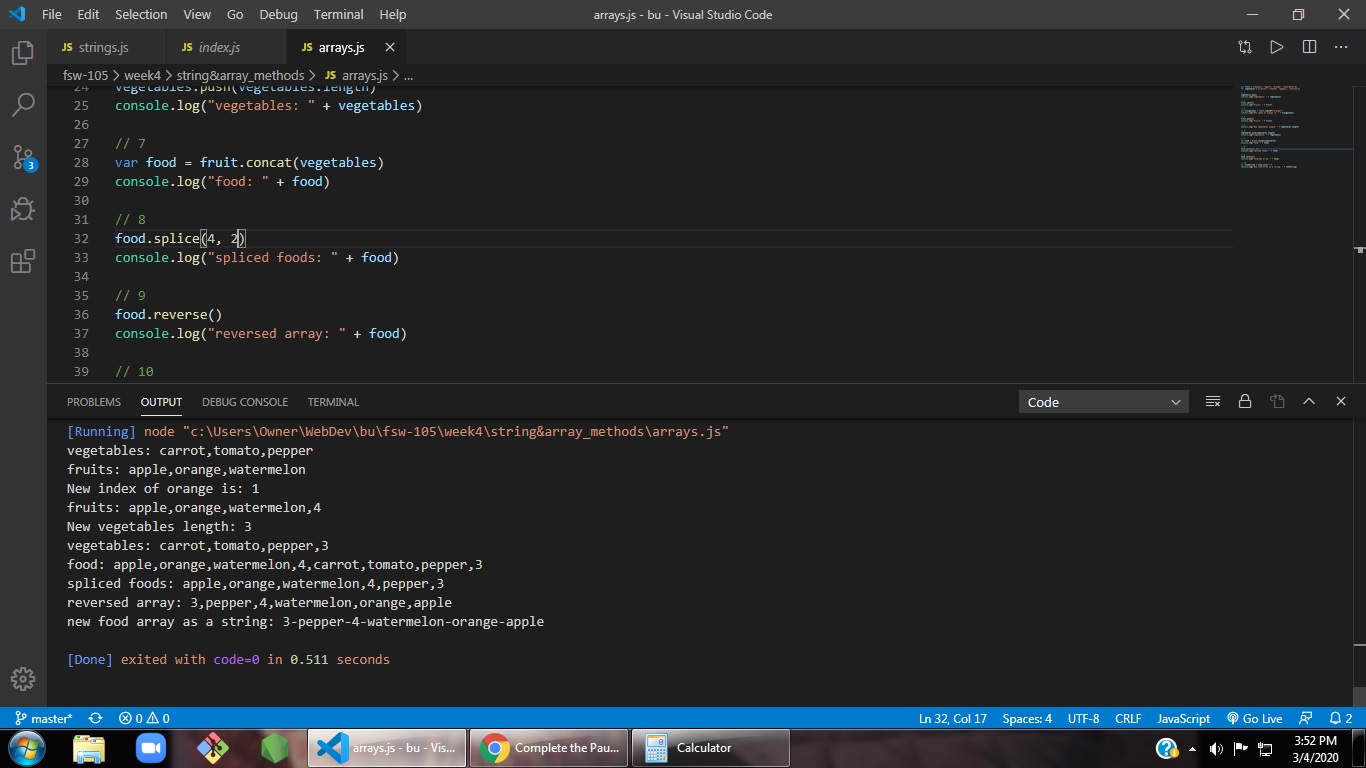 File Edit Selection View Go Debug Terminal Help arrays.js - bu - Visual Studio Code
JS strings.js JS index.js JS arrays.js
fsw-105 > week4 > string&array_methods > JS arrays.js > ...
24 vegetables.push(vegetables.length)
25 console.log("vegetables: " + vegetables)
26
27 // 7
28 var food = fruit.concat(vegetables)
29 console.log("food: " + food)
30
31 // 8
32 food.splice(4, 2)
33 console.log("spliced foods: " + food)
34
35 // 9
36 food.reverse()
37 console.log("reversed array: " + food)
38
39 // 10
PROBLEMS OUTPUT DEBUG CONSOLE TERMINAL Code
[Running] node "c:\Users\Owner\WebDev\bu\fsw-105\week4\string&array_methods\arrays.js"
vegetables: carrot,tomato,pepper
fruits: apple,orange,watermelon
New index of orange is: 1
fruits: apple,orange,watermelon,4
New vegetables length: 3
vegetables: carrot,tomato,pepper,3
food: apple,orange,watermelon,4,carrot,tomato,pepper,3
spliced foods: apple,orange,watermelon,4,pepper,3
reversed array: 3,pepper,4,watermelon,orange,apple
new food array as a string: 3-pepper-4-watermelon-orange-apple
[Done] exited with code=0 in 0.511 seconds
3
master* 0 0 Ln 32, Col 17 Spaces: 4 UTF-8 CRLF JavaScript Go Live 2
arrays.js - bu - Vis... Complete the Pau... Calculator
3:52 PM
3/4/2020